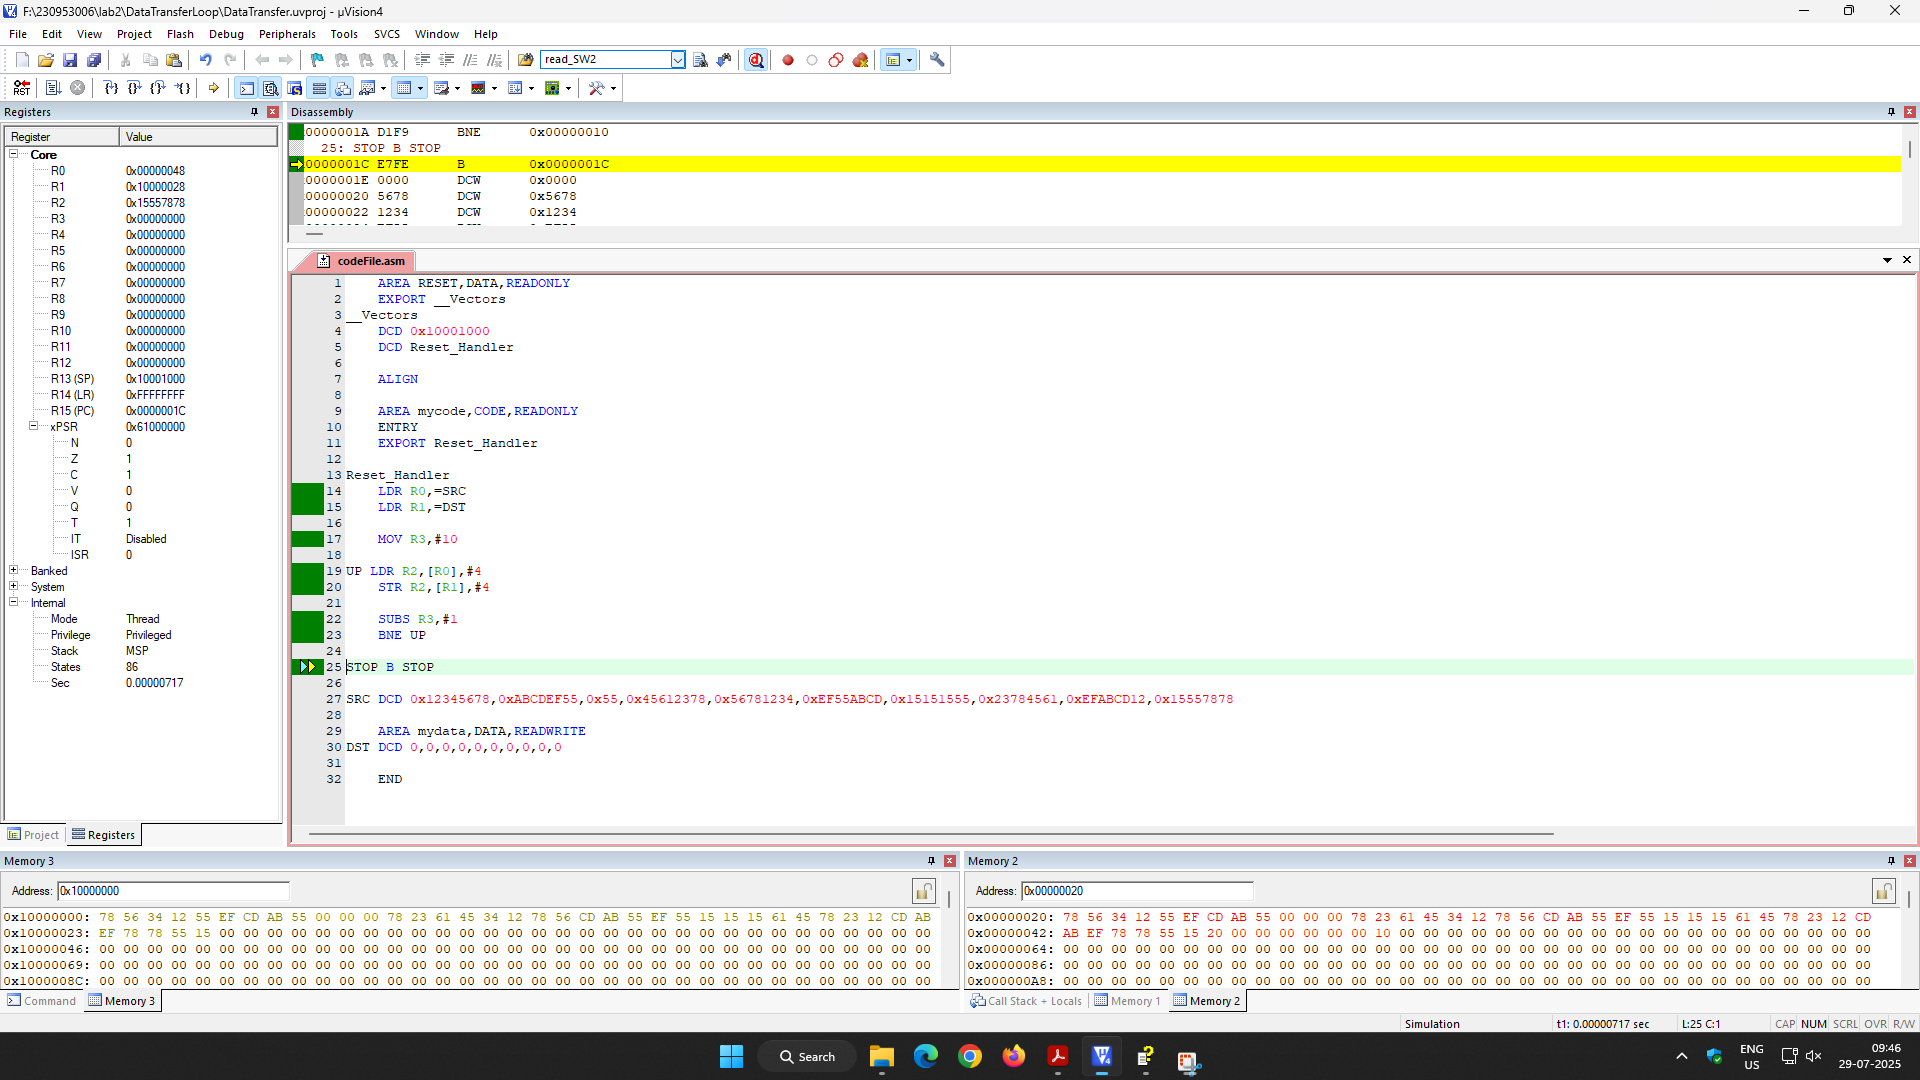 F:\230953006\lab2\DataTransferLoop\DataTransfer.uvproj - µVision4
File Edit View Project Flash Debug Peripherals Tools SVCS Window Help
read_SW2
RST
Registers
Register Value
Core
R0 0x00000048
R1 0x10000028
R2 0x15557878
R3 0x00000000
R4 0x00000000
R5 0x00000000
R6 0x00000000
R7 0x00000000
R8 0x00000000
R9 0x00000000
R10 0x00000000
R11 0x00000000
R12 0x00000000
R13 (SP) 0x10001000
R14 (LR) 0xFFFFFFFF
R15 (PC) 0x0000001C
xPSR 0x61000000
N 0
Z 1
C 1
V 0
Q 0
T 1
IT Disabled
ISR 0
Banked
System
Internal
Mode Thread
Privilege Privileged
Stack MSP
States 86
Sec 0.00000717
Project Registers
Disassembly
0000001A D1F9 BNE 0x00000010
25: STOP B STOP
0000001C E7FE B 0x0000001C
0000001E 0000 DCW 0x0000
00000020 5678 DCW 0x5678
00000022 1234 DCW 0x1234
codeFile.asm
1 AREA RESET,DATA,READONLY
2 EXPORT __Vectors
3 __Vectors
4 DCD 0x10001000
5 DCD Reset_Handler
6
7 ALIGN
8
9 AREA mycode,CODE,READONLY
10 ENTRY
11 EXPORT Reset_Handler
12
13 Reset_Handler
14 LDR R0,=SRC
15 LDR R1,=DST
16
17 MOV R3,#10
18
19 UP LDR R2,[R0],#4
20 STR R2,[R1],#4
21
22 SUBS R3,#1
23 BNE UP
24
25 STOP B STOP
26
27 SRC DCD 0x12345678,0xABCDEF55,0x55,0x45612378,0x56781234,0xEF55ABCD,0x15151555,0x23784561,0xEFABCD12,0x15557878
28
29 AREA mydata,DATA,READWRITE
30 DST DCD 0,0,0,0,0,0,0,0,0,0
31
32 END
Memory 3
Address: 0x10000000
0x10000000: 78 56 34 12 55 EF CD AB 55 00 00 00 78 23 61 45 34 12 78 56 CD AB 55 EF 55 15 15 15 61 45 78 23 12 CD AB
0x10000023: EF 78 78 55 15 00 00 00 00 00 00 00 00 00 00 00 00 00 00 00 00 00 00 00 00 00 00 00 00 00 00 00 00 00 00
0x10000046: 00 00 00 00 00 00 00 00 00 00 00 00 00 00 00 00 00 00 00 00 00 00 00 00 00 00 00 00 00 00 00 00 00 00 00
0x10000069: 00 00 00 00 00 00 00 00 00 00 00 00 00 00 00 00 00 00 00 00 00 00 00 00 00 00 00 00 00 00 00 00 00 00 00
0x1000008C: 00 00 00 00 00 00 00 00 00 00 00 00 00 00 00 00 00 00 00 00 00 00 00 00 00 00 00 00 00 00 00 00 00 00 00
Command Memory 3
Memory 2
Address: 0x00000020
0x00000020: 78 56 34 12 55 EF CD AB 55 00 00 00 78 23 61 45 34 12 78 56 CD AB 55 EF 55 15 15 15 61 45 78 23 12 CD
0x00000042: AB EF 78 78 55 15 20 00 00 00 00 00 00 10 00 00 00 00 00 00 00 00 00 00 00 00 00 00 00 00 00 00 00 00
0x00000064: 00 00 00 00 00 00 00 00 00 00 00 00 00 00 00 00 00 00 00 00 00 00 00 00 00 00 00 00 00 00 00 00 00 00
0x00000086: 00 00 00 00 00 00 00 00 00 00 00 00 00 00 00 00 00 00 00 00 00 00 00 00 00 00 00 00 00 00 00 00 00 00
0x000000A8: 00 00 00 00 00 00 00 00 00 00 00 00 00 00 00 00 00 00 00 00 00 00 00 00 00 00 00 00 00 00 00 00 00 00
Call Stack + Locals Memory 1 Memory 2
Simulation t1: 0.00000717 sec L:25 C:1 CAP NUM SCRL OVR R/W
Search
ENG
US
09:46
29-07-2025